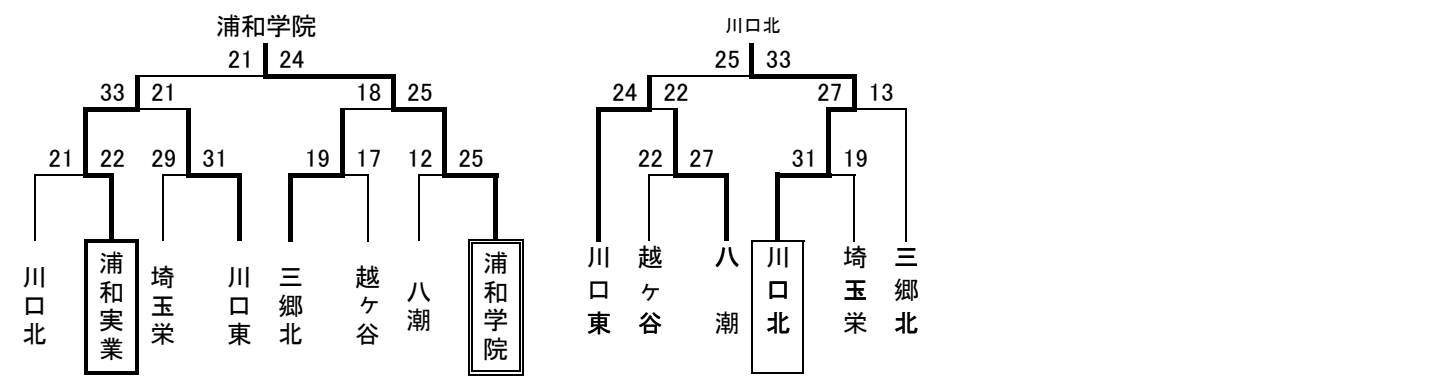 浦和学院
川口北
21 24
25 33
33 21
18 25
24 22
27 13
21 22
29 31
19 17
12 25
22 27
31 19
川口北
浦和実業
埼玉栄
川口東
三郷北
越ヶ谷
八潮
浦和学院
川口東
越ヶ谷
八潮
川口北
埼玉栄
三郷北